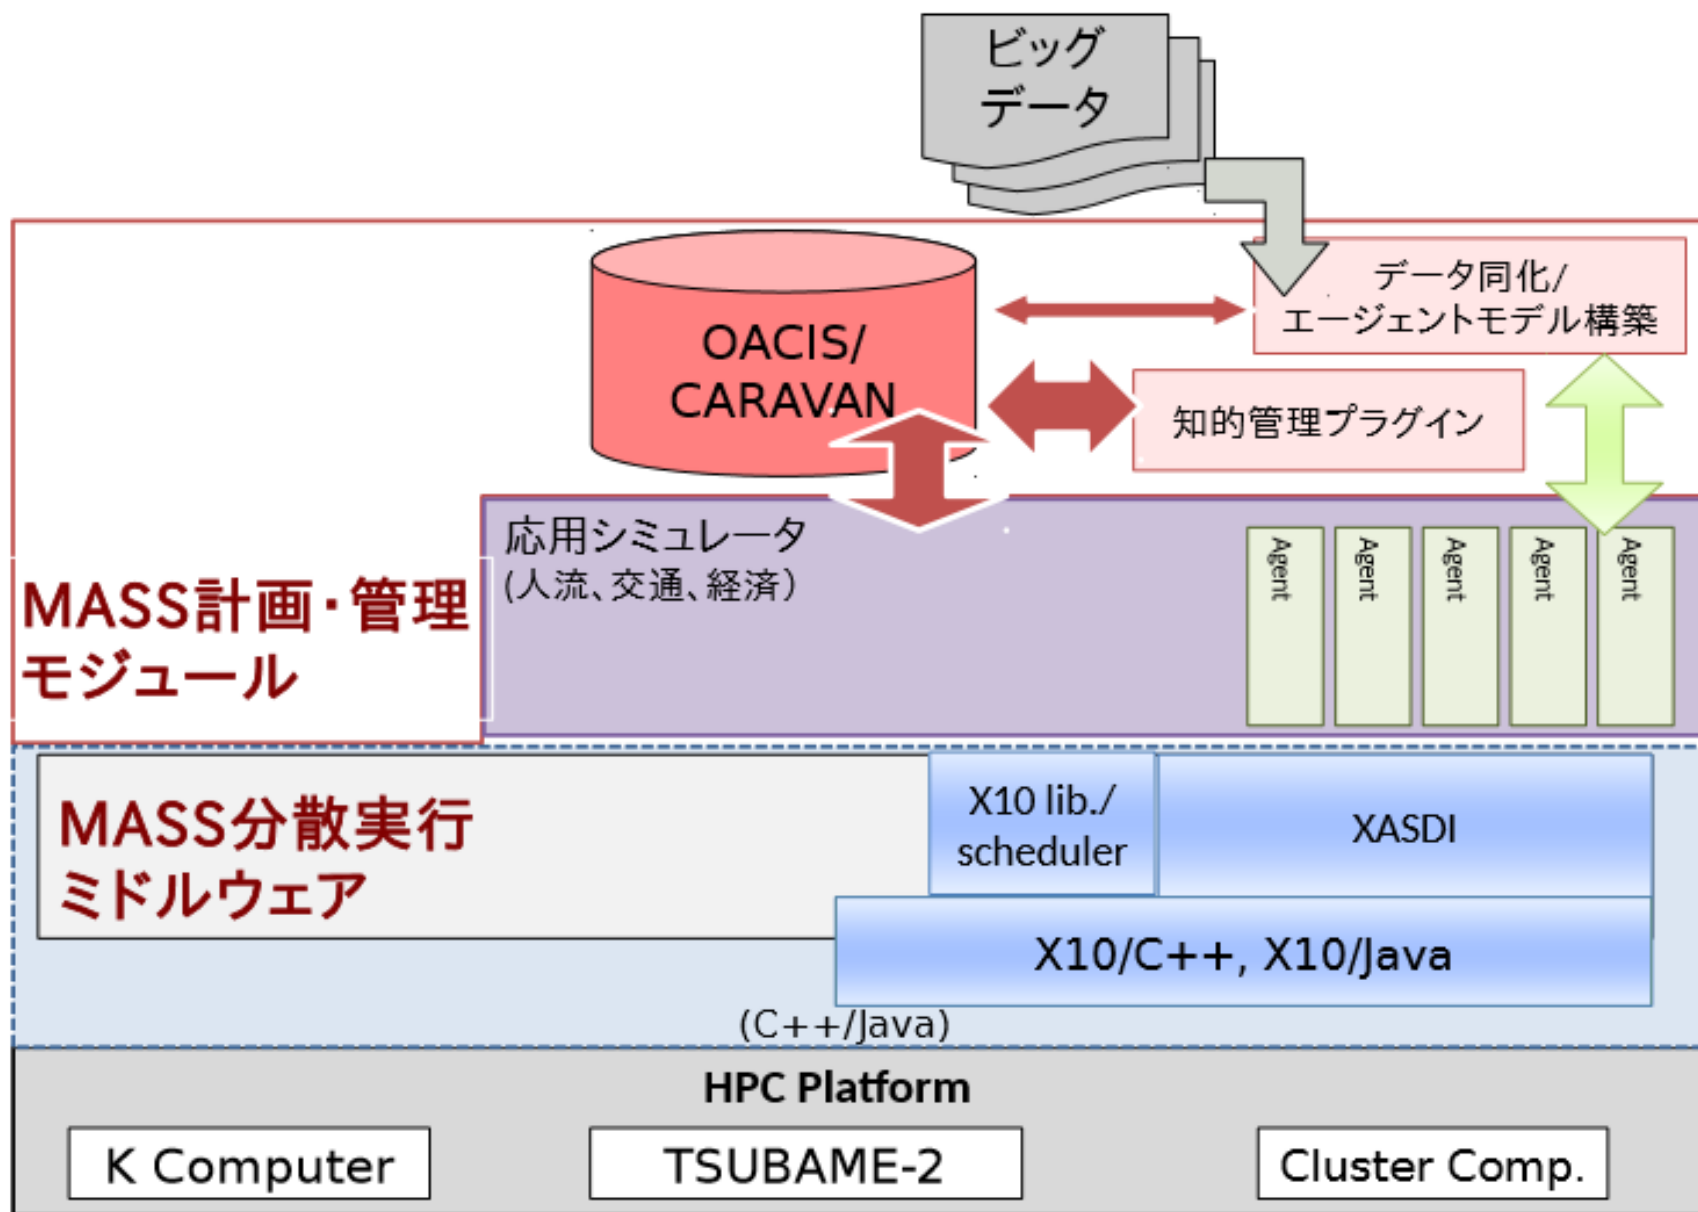 ビッグ
データ
データ同化/
エージェントモデル構築
OACIS/
CARAVAN
知的管理プラグイン
応用シミュレータ
(人流、交通、経済)
Agent
Agent
Agent
Agent
Agent
MASS計画・管理
モジュール
MASS分散実行
ミドルウェア
X10 lib./
scheduler
XASDI
X10/C++, X10/Java
(C++/Java)
HPC Platform
K Computer
TSUBAME-2
Cluster Comp.